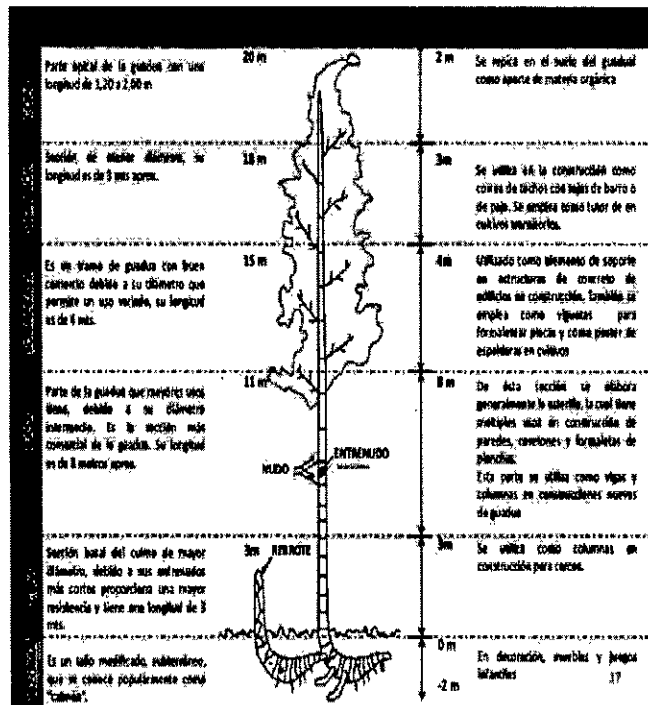 Parte apical de la guadua con una
longitud de 1,20 a 2,00 m
20 m
2 m
Se repica en el suelo del guadual
como aporte de materia orgánica
Sección de menor diámetro, su
longitud es de 3 mts aprox.
18 m
3m
Se utiliza en la construcción como
correa de techos con tejas de barro o
de paja. Se emplea como tutor de en
cultivos transitorios.
Es un tramo de guadua con buen
comercio debido a su diámetro que
permite un uso variado, su longitud
es de 4 mts.
15 m
4m
Utilizado como elemento de soporte
en estructuras de concreto de
edificios en construcción. También se
emplea como viguetas para
formaletear placas y como
de
espalderas en cultivos
Parte de la guadua que mejores usos
tiene, debido a su diámetro
intermedio. Es la sección más
comercial de la guadua. Su longitud
es de 8 metros aprox.
11 m
8 m
De esta sección se elabora
generalmente la esterilla, la cual tiene
múltiples usos en construcción de
paredes, casetones y formaletas de
planchas.
Esta parte se utiliza como vigas y
columnas en construcciones nuevas
de guadua
NUDO
ENTRENUDO
Sección basal del culmo de mayor
diámetro, debido a sus entrenudos
más cortos proporciona una mayor
resistencia y tiene una longitud de 3
mts.
3m
REBROTE
3m
Se utiliza como columnas en
construcción para cercos.
Es un tallo modificado, subterráneo,
que se conoce popularmente como
"caimán".
0 m
-2 m
En decoración, muebles y juegos
infantiles
17